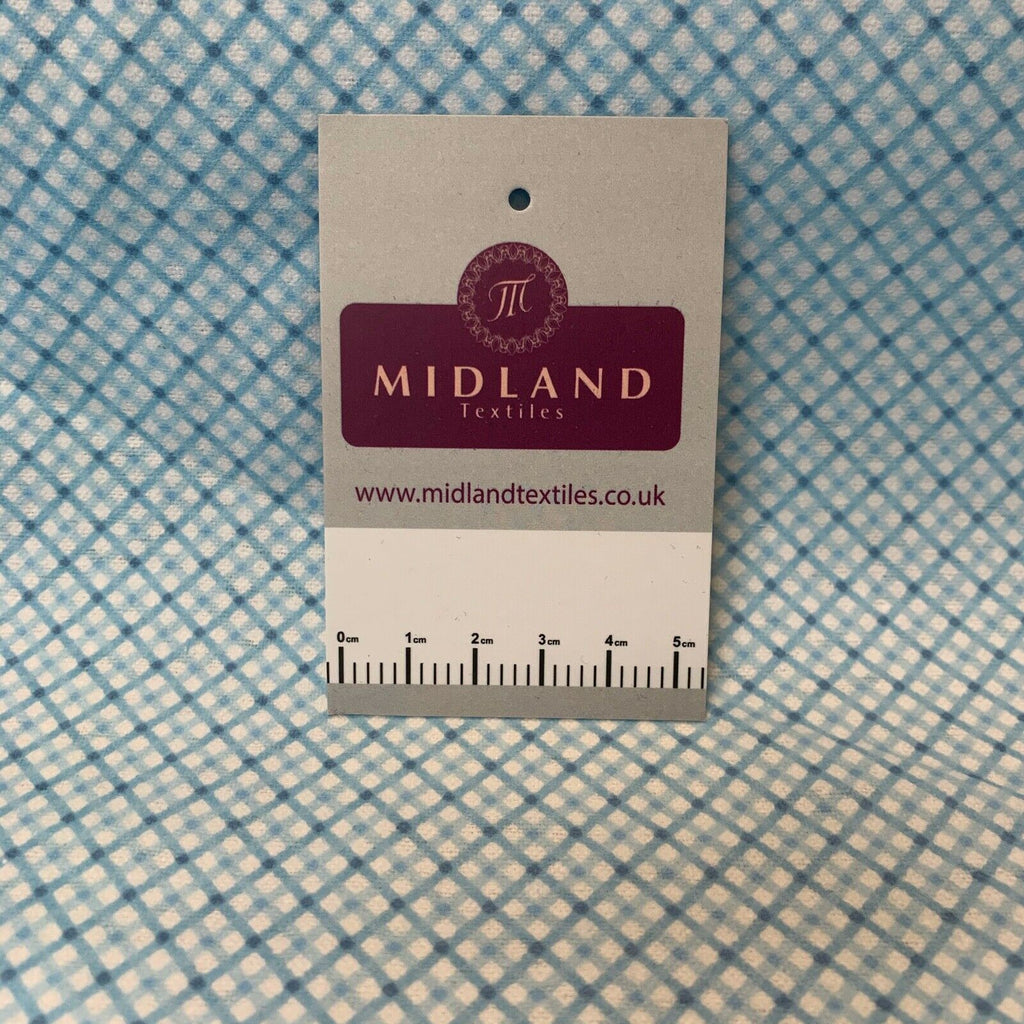 M
MIDLAND
Textiles
www.midlandtextiles.co.uk
0cm 1cm 2cm 3cm 4cm 5cm